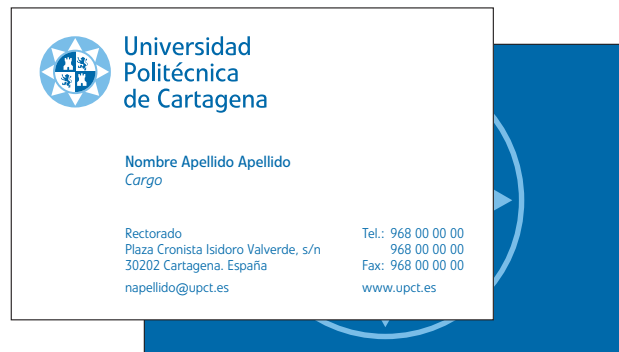 Universidad
Politécnica
de Cartagena
Nombre Apellido Apellido
Cargo
Rectorado
Plaza Cronista Isidoro Valverde, s/n
30202 Cartagena. España
napellido@upct.es
Tel.: 968 00 00 00
968 00 00 00
Fax: 968 00 00 00
www.upct.es